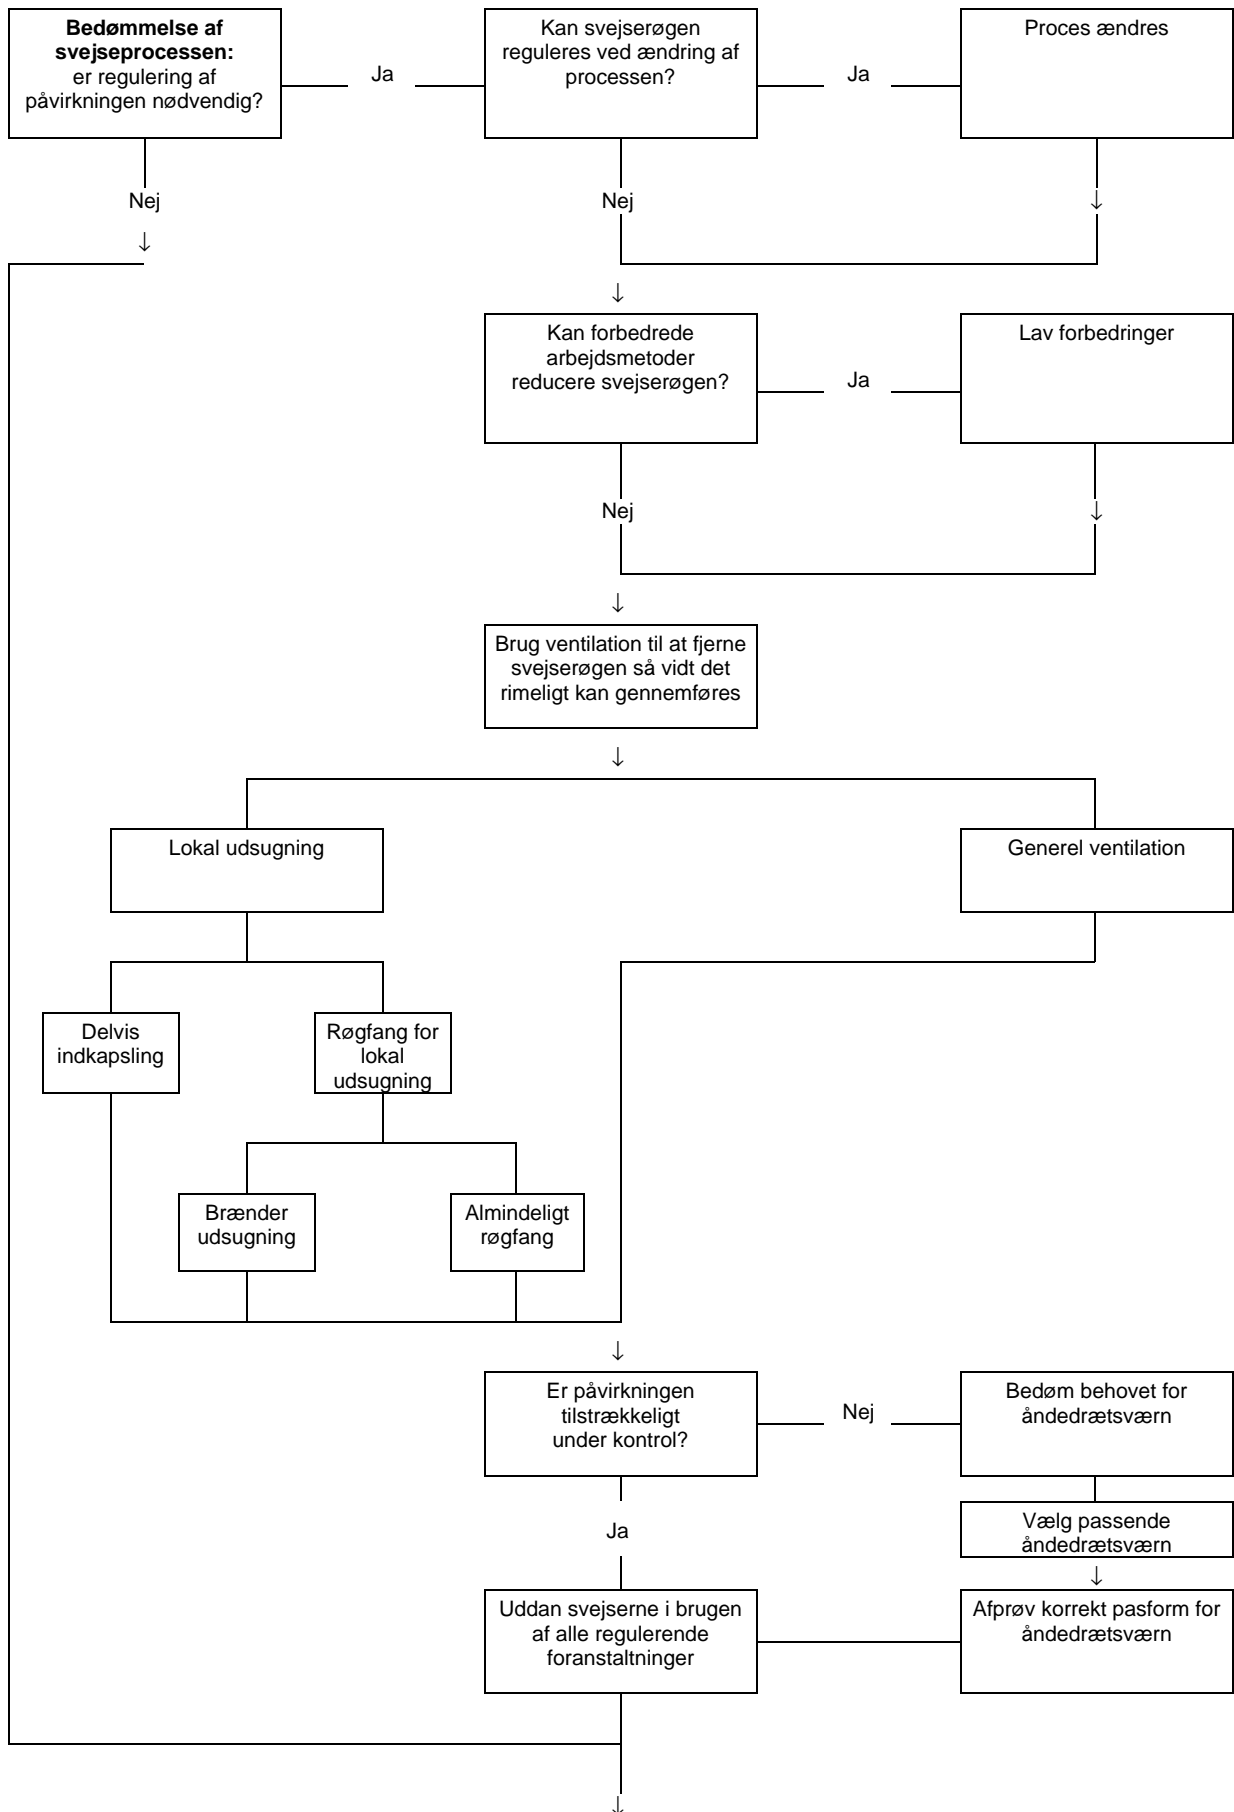 Bedømmelse af
svejseprocessen:
er regulering af
påvirkningen nødvendig?
Ja
Kan svejserøgen
reguleres ved ændring af
processen?
Ja
Proces ændres
Nej
↓
Nej
↓
↓
Kan forbedrede
arbejdsmetoder
reducere svejserøgen?
Ja
Lav forbedringer
Nej
↓
↓
Brug ventilation til at fjerne
svejserøgen så vidt det
rimeligt kan gennemføres
↓
Lokal udsugning
Generel ventilation
Delvis
indkapsling
Røgfang for
lokal
udsugning
Brænder
udsugning
Almindeligt
røgfang
↓
Er påvirkningen
tilstrækkeligt
under kontrol?
Nej
Bedøm behovet for
åndedrætsværn
Ja
Vælg passende
åndedrætsværn
↓
Uddan svejserne i brugen
af alle regulerende
foranstaltninger
Afprøv korrekt pasform for
åndedrætsværn
↓